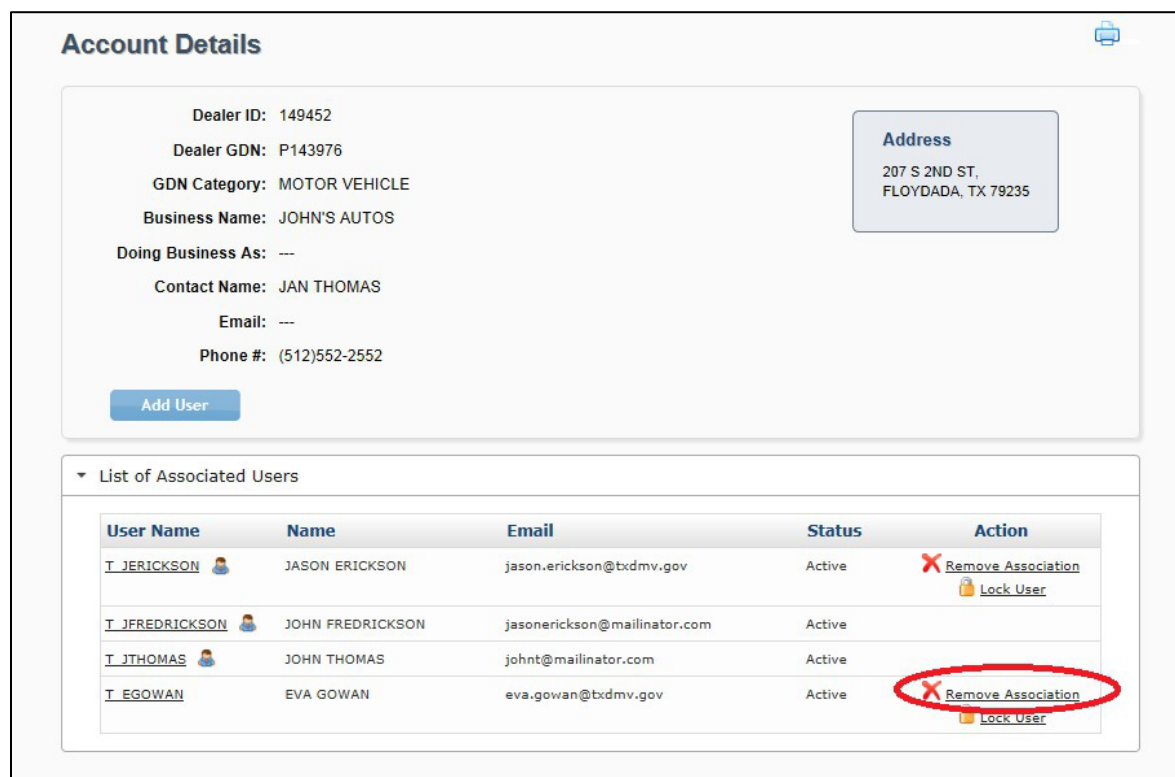 Account Details
Dealer ID: 149452
Dealer GDN: P143976
GDN Category: MOTOR VEHICLE
Business Name: JOHN'S AUTOS
Doing Business As: ---
Contact Name: JAN THOMAS
Email: ---
Phone #: (512)552-2552
Address
207 S 2ND ST,
FLOYDADA, TX 79235
Add User
List of Associated Users
User Name Name Email Status Action
T_JERICKSON JASON ERICKSON jason.erickson@txdmv.gov Active Remove Association
Lock User
T_JFREDRICKSON JOHN FREDRICKSON jasonerickson@mailinator.com Active
T_JTHOMAS JOHN THOMAS johnt@mailinator.com Active
T_EGOWAN EVA GOWAN eva.gowan@txdmv.gov Active Remove Association
Lock User